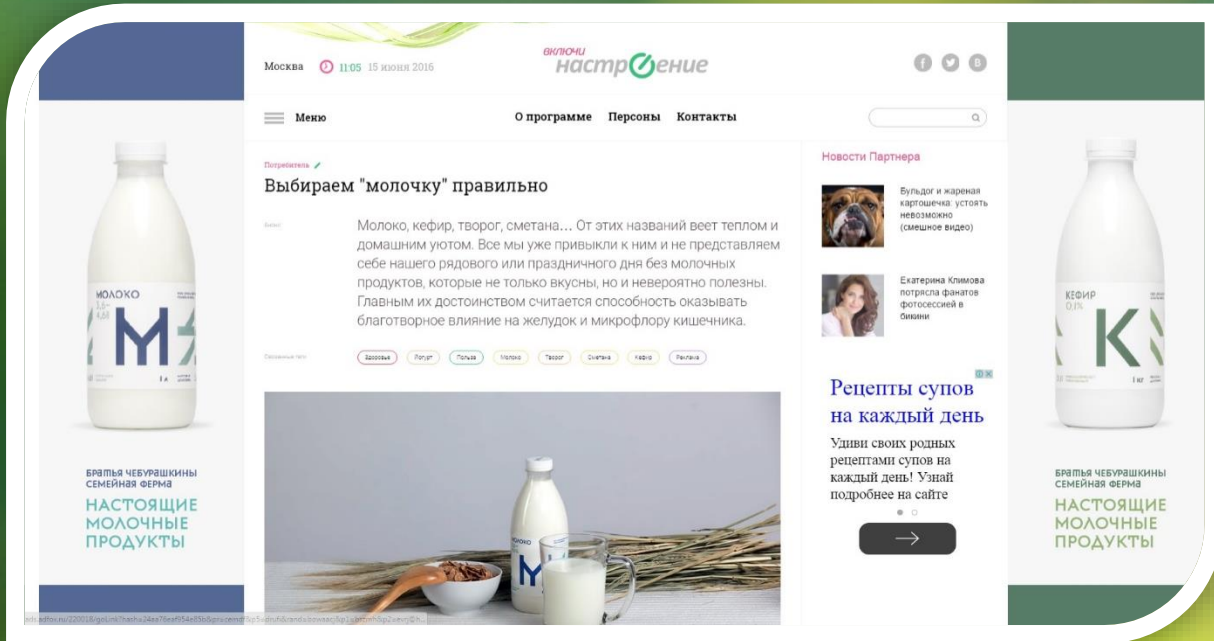 Москва 11:05 15 июня 2016
включи
настроение
Меню
О программе Персоны Контакты
Потребитель
Выбираем "молочку" правильно
Анонс
Молоко, кефир, творог, сметана... От этих названий веет теплом и
домашним уютом. Все мы уже привыкли к ним и не представляем
себе нашего рядового или праздничного дня без молочных
продуктов, которые не только вкусны, но и невероятно полезны.
Главным их достоинством считается способность оказывать
благотворное влияние на желудок и микрофлору кишечника.
Здоровье Йогурт Польза Молоко Творог Сметана Кефир Реклама
МОЛОКО
М
1 л
БРАТЬЯ ЧЕБУРАШКИНЫ
СЕМЕЙНАЯ ФЕРМА
НАСТОЯЩИЕ
МОЛОЧНЫЕ
ПРОДУКТЫ
МОЛОКО
М
Новости Партнера
Бульдог и жареная
картошечка: устоять
невозможно
(смешное видео)
Екатерина Климова
потрясла фанатов
фотосессией в
бикини
Рецепты супов
на каждый день
Удиви своих родных
рецептами супов на
каждый день! Узнай
подробнее на сайте
КЕФИР
0,1%
К
1 кг
БРАТЬЯ ЧЕБУРАШКИНЫ
СЕМЕЙНАЯ ФЕРМА
НАСТОЯЩИЕ
МОЛОЧНЫЕ
ПРОДУКТЫ